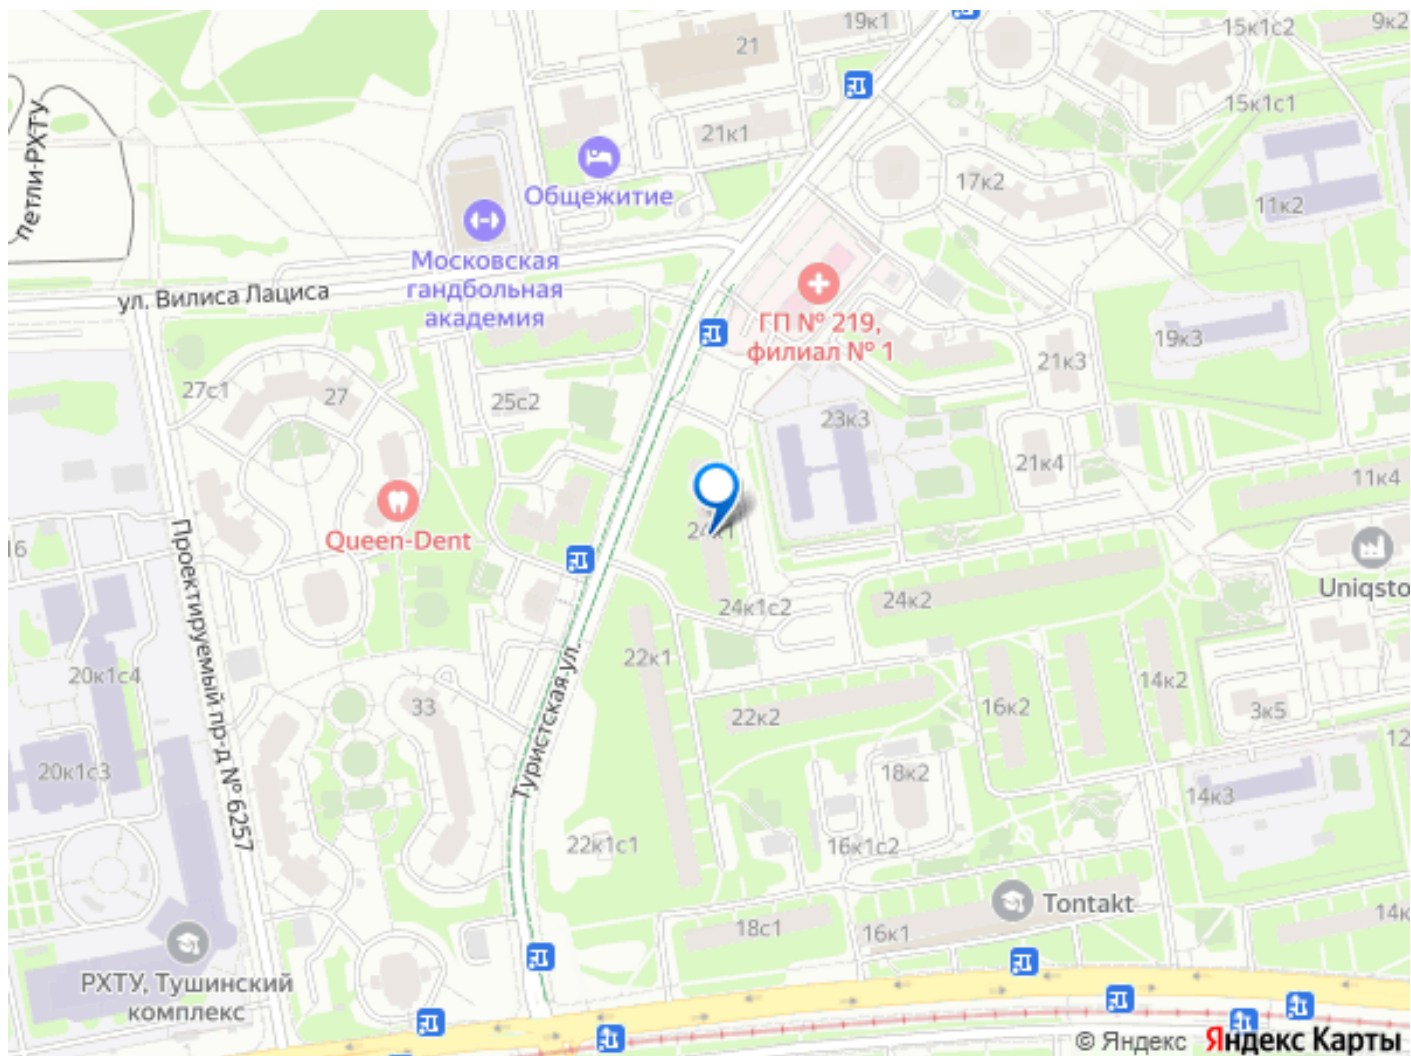 19к1
15к1с2
9к2
21
15к1с1
21к1
петли-РХТУ
Общежитие
17к2
11к2
Московская
гандбольная
академия
ул. Вилиса Лациса
ГП № 219,
филиал № 1
19к3
21к3
27с1
27
25с2
23к3
21к4
11к4
Queen-Dent
24к1
16
Uniqsto
24к2
24к1с2
Проектируемый пр-д № 6257
22к1
20к1с4
14к2
16к2
3к5
33
22к2
Туристская ул.
12
20к1с3
18к2
14к3
22к1с1
16к1с2
Tontakt
18с1
16к1
14к
РХТУ, Тушинский
комплекс
© Яндекс Яндекс Карты